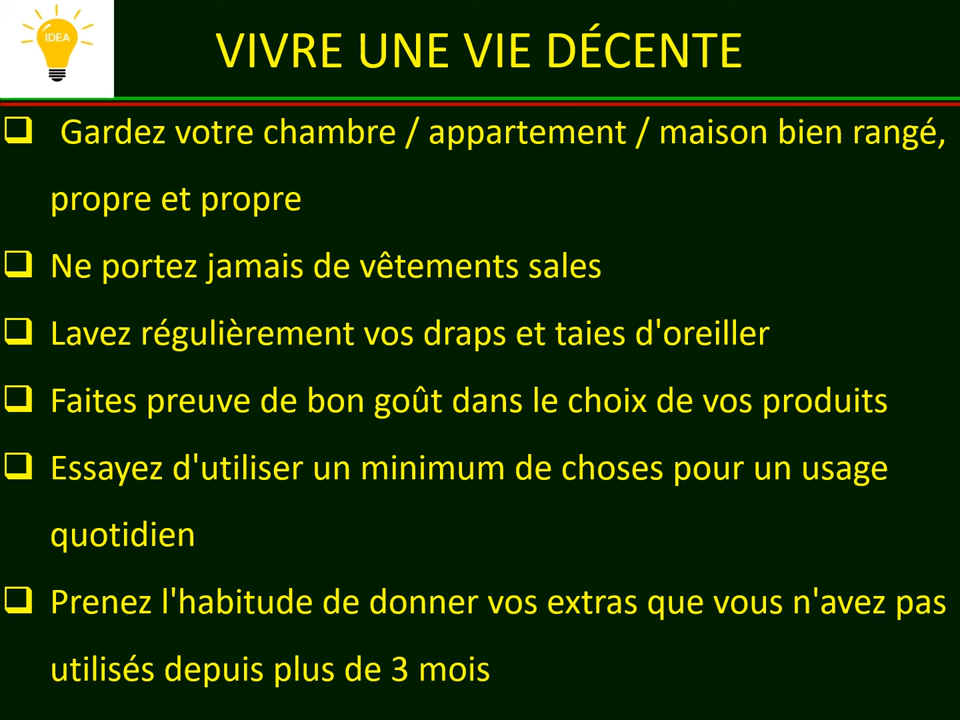 IDEA
VIVRE UNE VIE DÉCENTE
Gardez votre chambre / appartement / maison bien rangé,
propre et propre
Ne portez jamais de vêtements sales
Lavez régulièrement vos draps et taies d'oreiller
Faites preuve de bon goût dans le choix de vos produits
Essayez d'utiliser un minimum de choses pour un usage
quotidien
Prenez l'habitude de donner vos extras que vous n'avez pas
utilisés depuis plus de 3 mois